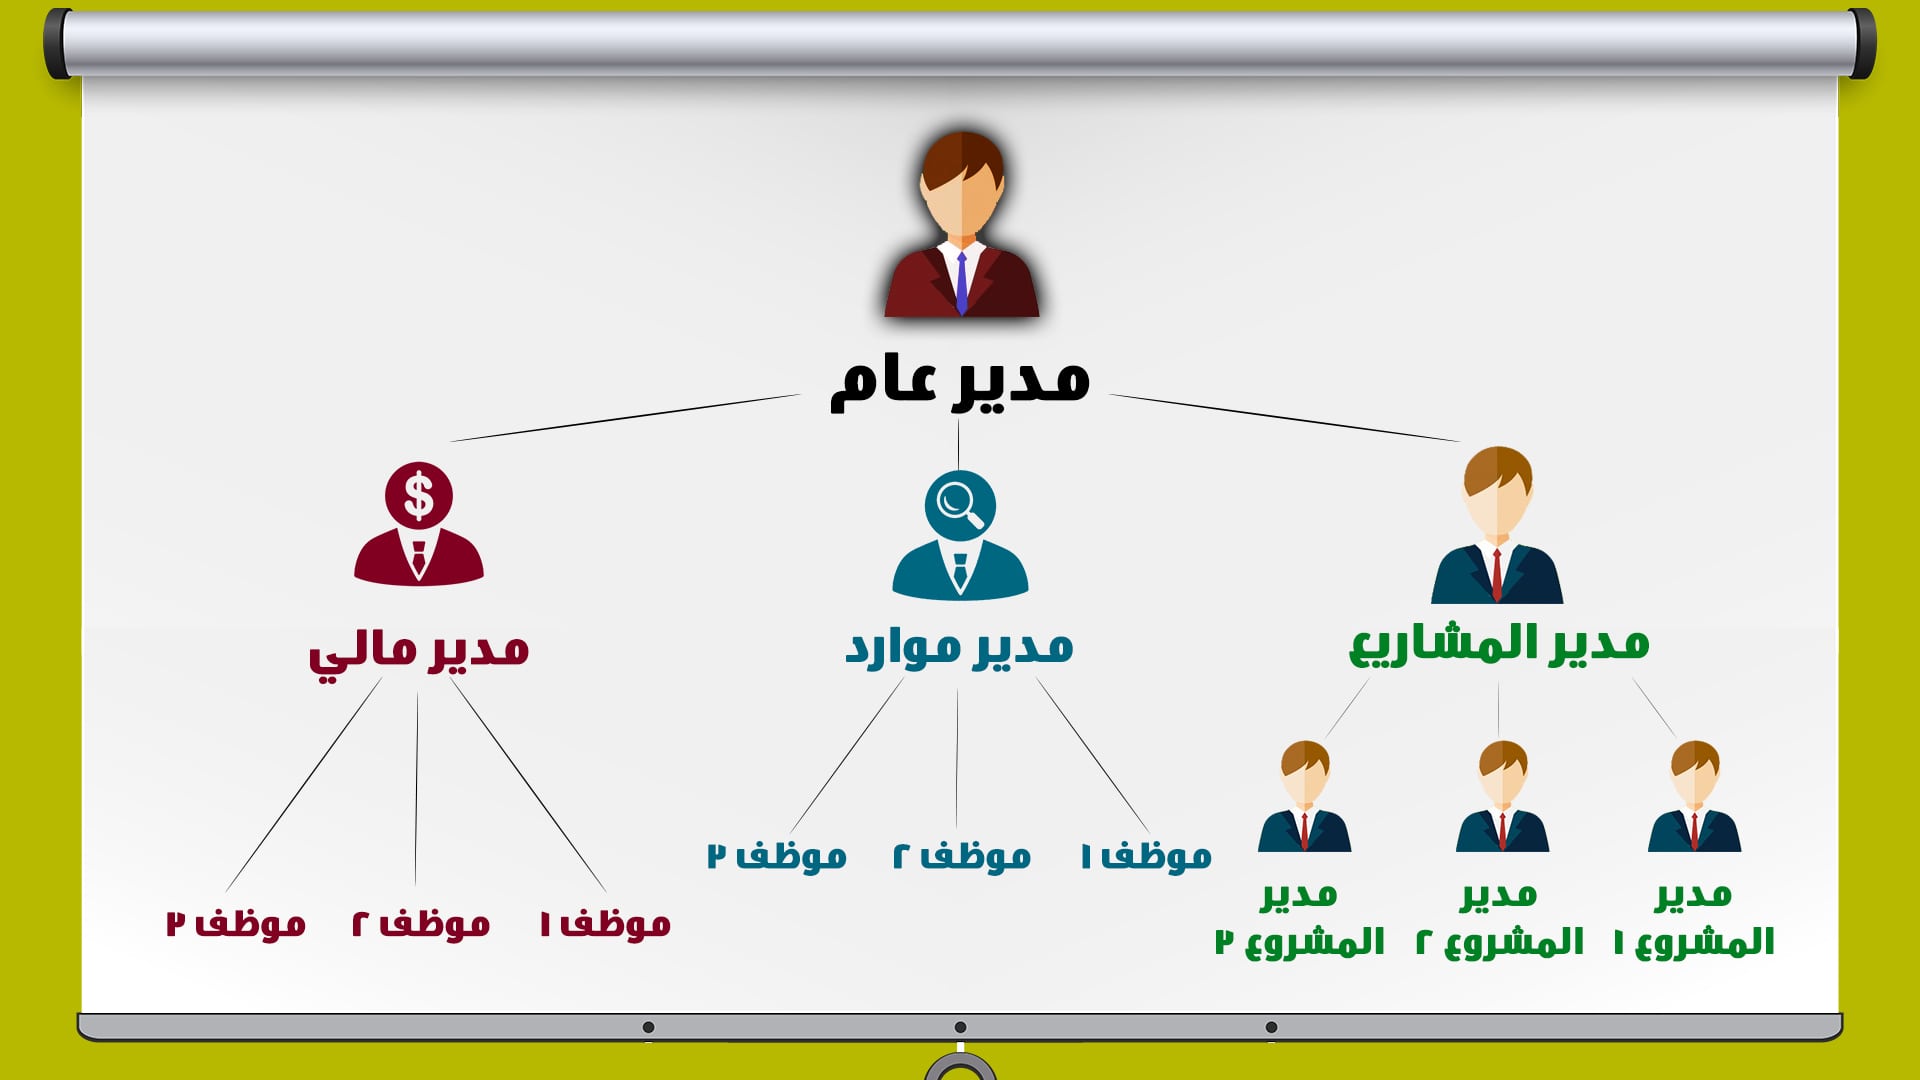 مدير عام
مدير المشاريع
مدير موارد
مدير مالي
مدير
المشروع ١
مدير
المشروع ٢
مدير
المشروع ٣
موظف ١
موظف ٢
موظف ٣
موظف ١
موظف ٢
موظف ٣